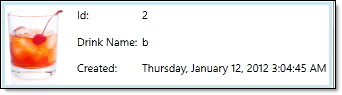 Id: 2
Drink Name: b
Created: Thursday, January 12, 2012 3:04:45 AM